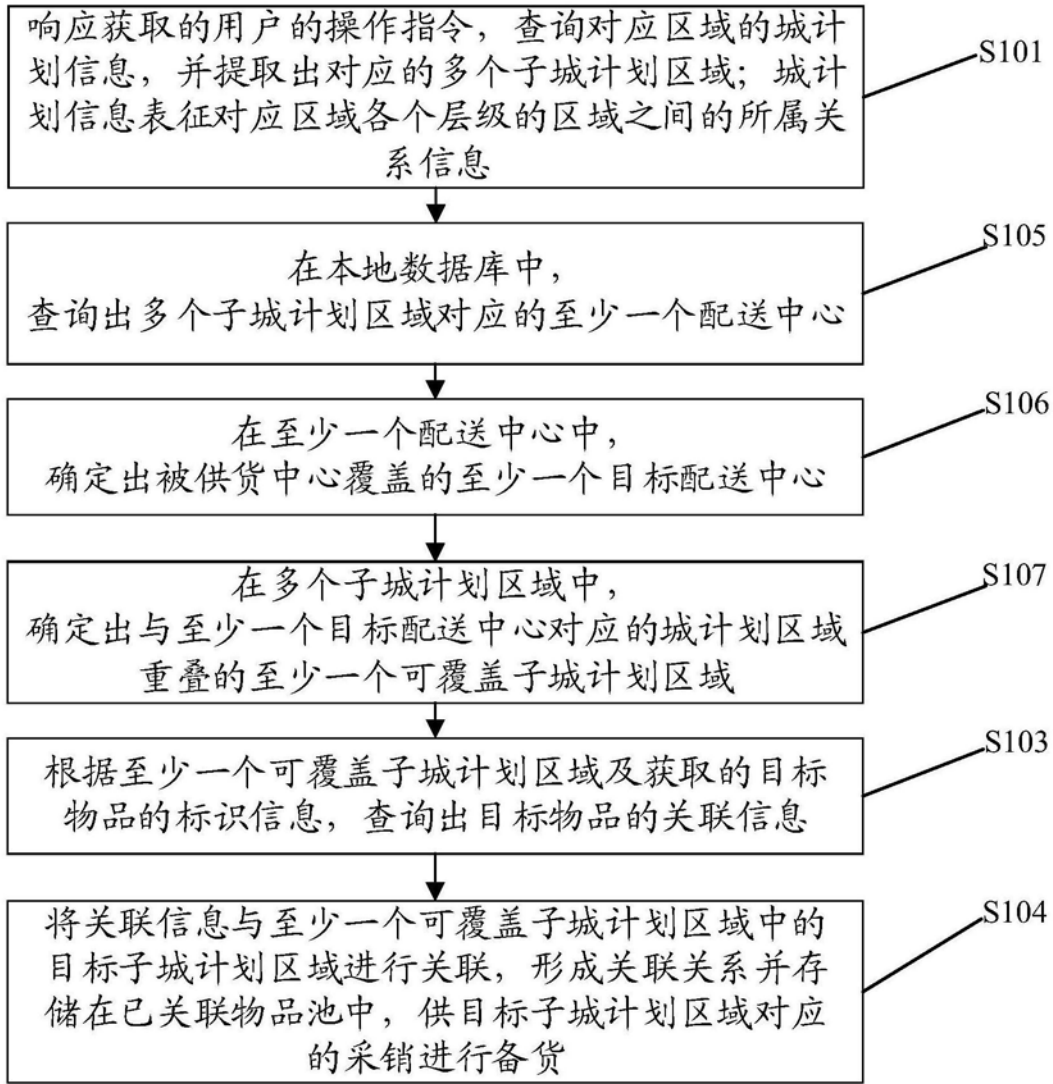 响应获取的用户的操作指令，查询对应区域的城计
划信息，并提取出对应的多个子城计划区域；城计
划信息表征对应区域各个层级的区域之间的所属关
系信息
S101
在本地数据库中，
查询出多个子城计划区域对应的至少一个配送中心
S105
在至少一个配送中心中，
确定出被供货中心覆盖的至少一个目标配送中心
S106
在多个子城计划区域中，
确定出与至少一个目标配送中心对应的城计划区域
重叠的至少一个可覆盖子城计划区域
S107
根据至少一个可覆盖子城计划区域及获取的目标
物品的标识信息，查询出目标物品的关联信息
S103
将关联信息与至少一个可覆盖子城计划区域中的
目标子城计划区域进行关联，形成关联关系并存
储在已关联物品池中，供目标子城计划区域对应
的采销进行备货
S104